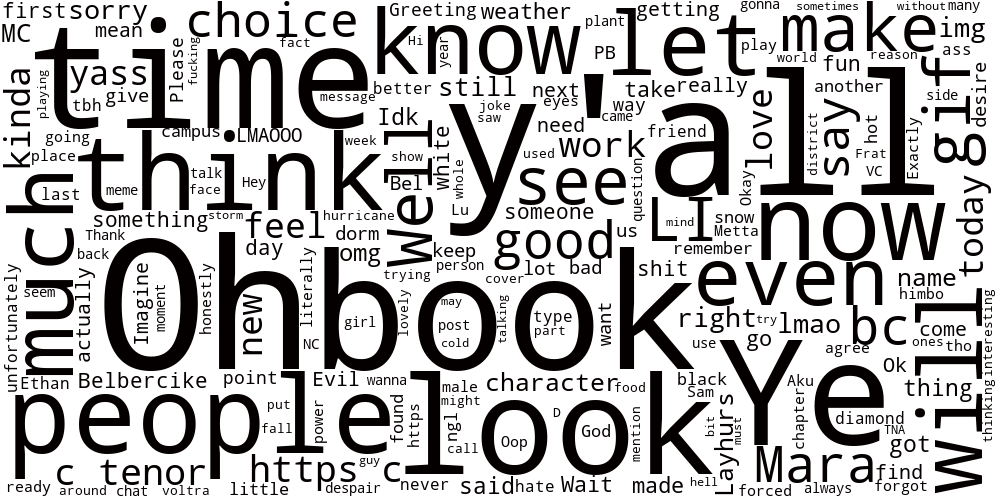 first sorry choice Greeting weather plant getting gonna sometimes without many
MC mean time fact know Hi year PB let play make img
Please fucking joke eyes world reason ass
yass tbh give message better still next take really fun another side desire
kinda playing going campus LMAOOO Idk saw came way friend love say hot gif
place think week show White need work y'all district Frat Exactly
much last meme talk face Hey Bel Well whole used see question Okay VC
something storm feel hurricane Lu someone us LI mind snow now today
Thank day dorm omg keep good Metta remember
back trying person cover lot bad shit even name
unfortunately seem actually Oh Imagine moment honestly new literally girl book lovely may post cold talking type part want right try lmao bc himbo
NC use go agree come ones tho interesting
Ethan Belbercike point Evil wanna male character food black Sam Ye Aku Ok thing
people put fall power found https ngl might call look Oop D God mention bit must Layhurs chapter diamond TNA will thinking
c tenor https guy c Mara got find
ready around chat voltra little despair never said hate Wait made hell forced always forgot